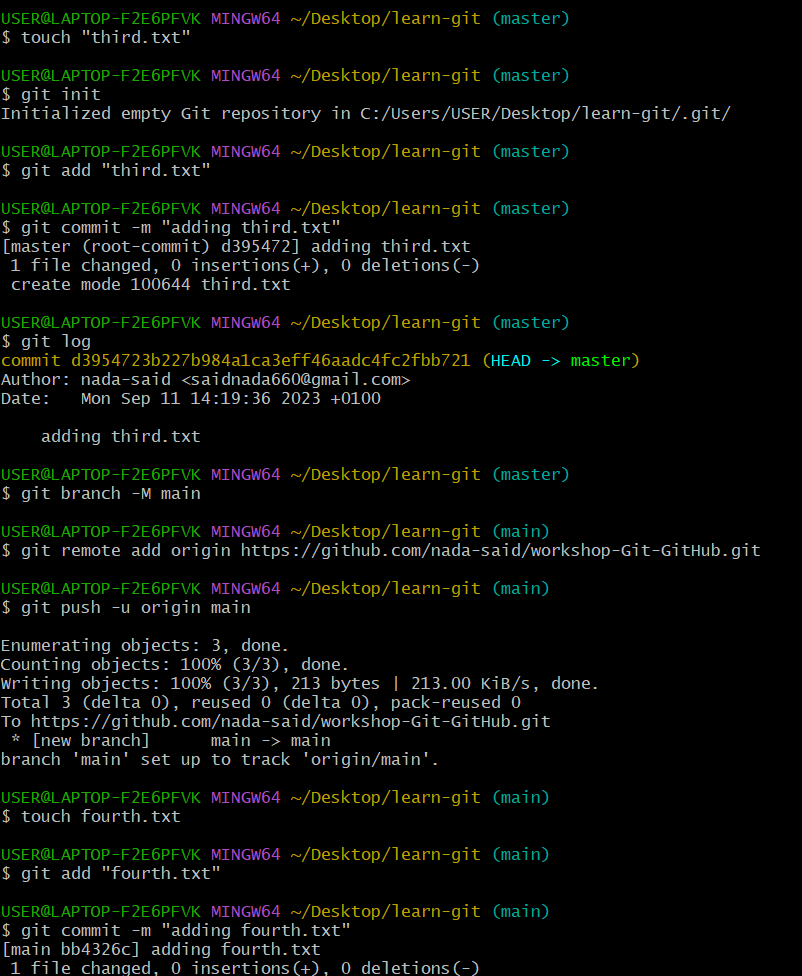 USER@LAPTOP-F2E6PFVK MINGW64 ~/Desktop/learn-git (master)
$ touch "third.txt"
USER@LAPTOP-F2E6PFVK MINGW64 ~/Desktop/learn-git (master)
$ git init
Initialized empty Git repository in C:/Users/USER/Desktop/learn-git/.git/
USER@LAPTOP-F2E6PFVK MINGW64 ~/Desktop/learn-git (master)
$ git add "third.txt"
USER@LAPTOP-F2E6PFVK MINGW64 ~/Desktop/learn-git (master)
$ git commit -m "adding third.txt"
[master (root-commit) d395472] adding third.txt
 1 file changed, 0 insertions(+), 0 deletions(-)
 create mode 100644 third.txt
USER@LAPTOP-F2E6PFVK MINGW64 ~/Desktop/learn-git (master)
$ git log
commit d3954723b227b984a1ca3eff46aadc4fc2fbb721 (HEAD -> master)
Author: nada-said <saidnada660@gmail.com>
Date:   Mon Sep 11 14:19:36 2023 +0100
    adding third.txt
USER@LAPTOP-F2E6PFVK MINGW64 ~/Desktop/learn-git (master)
$ git branch -M main
USER@LAPTOP-F2E6PFVK MINGW64 ~/Desktop/learn-git (main)
$ git remote add origin https://github.com/nada-said/workshop-Git-GitHub.git
USER@LAPTOP-F2E6PFVK MINGW64 ~/Desktop/learn-git (main)
$ git push -u origin main
Enumerating objects: 3, done.
Counting objects: 100% (3/3), done.
Writing objects: 100% (3/3), 213 bytes | 213.00 KiB/s, done.
Total 3 (delta 0), reused 0 (delta 0), pack-reused 0
To https://github.com/nada-said/workshop-Git-GitHub.git
 * [new branch]      main -> main
branch 'main' set up to track 'origin/main'.
USER@LAPTOP-F2E6PFVK MINGW64 ~/Desktop/learn-git (main)
$ touch fourth.txt
USER@LAPTOP-F2E6PFVK MINGW64 ~/Desktop/learn-git (main)
$ git add "fourth.txt"
USER@LAPTOP-F2E6PFVK MINGW64 ~/Desktop/learn-git (main)
$ git commit -m "adding fourth.txt"
[main bb4326c] adding fourth.txt
 1 file changed, 0 insertions(+), 0 deletions(-)